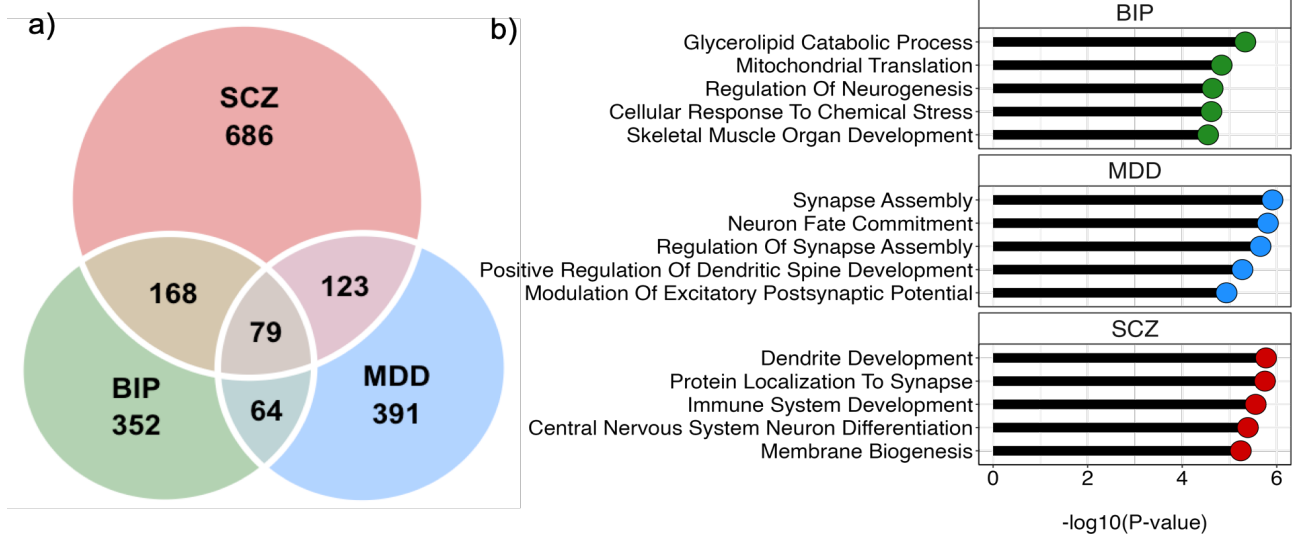 a)
SCZ
686
168
123
79
BIP
352
MDD
391
64
b)
BIP
Glycerolipid Catabolic Process
Mitochondrial Translation
Regulation Of Neurogenesis
Cellular Response To Chemical Stress
Skeletal Muscle Organ Development
MDD
Synapse Assembly
Neuron Fate Commitment
Regulation Of Synapse Assembly
Positive Regulation Of Dendritic Spine Development
Modulation Of Excitatory Postsynaptic Potential
SCZ
Dendrite Development
Protein Localization To Synapse
Immune System Development
Central Nervous System Neuron Differentiation
Membrane Biogenesis
0 2 4 6
-log10(P-value)